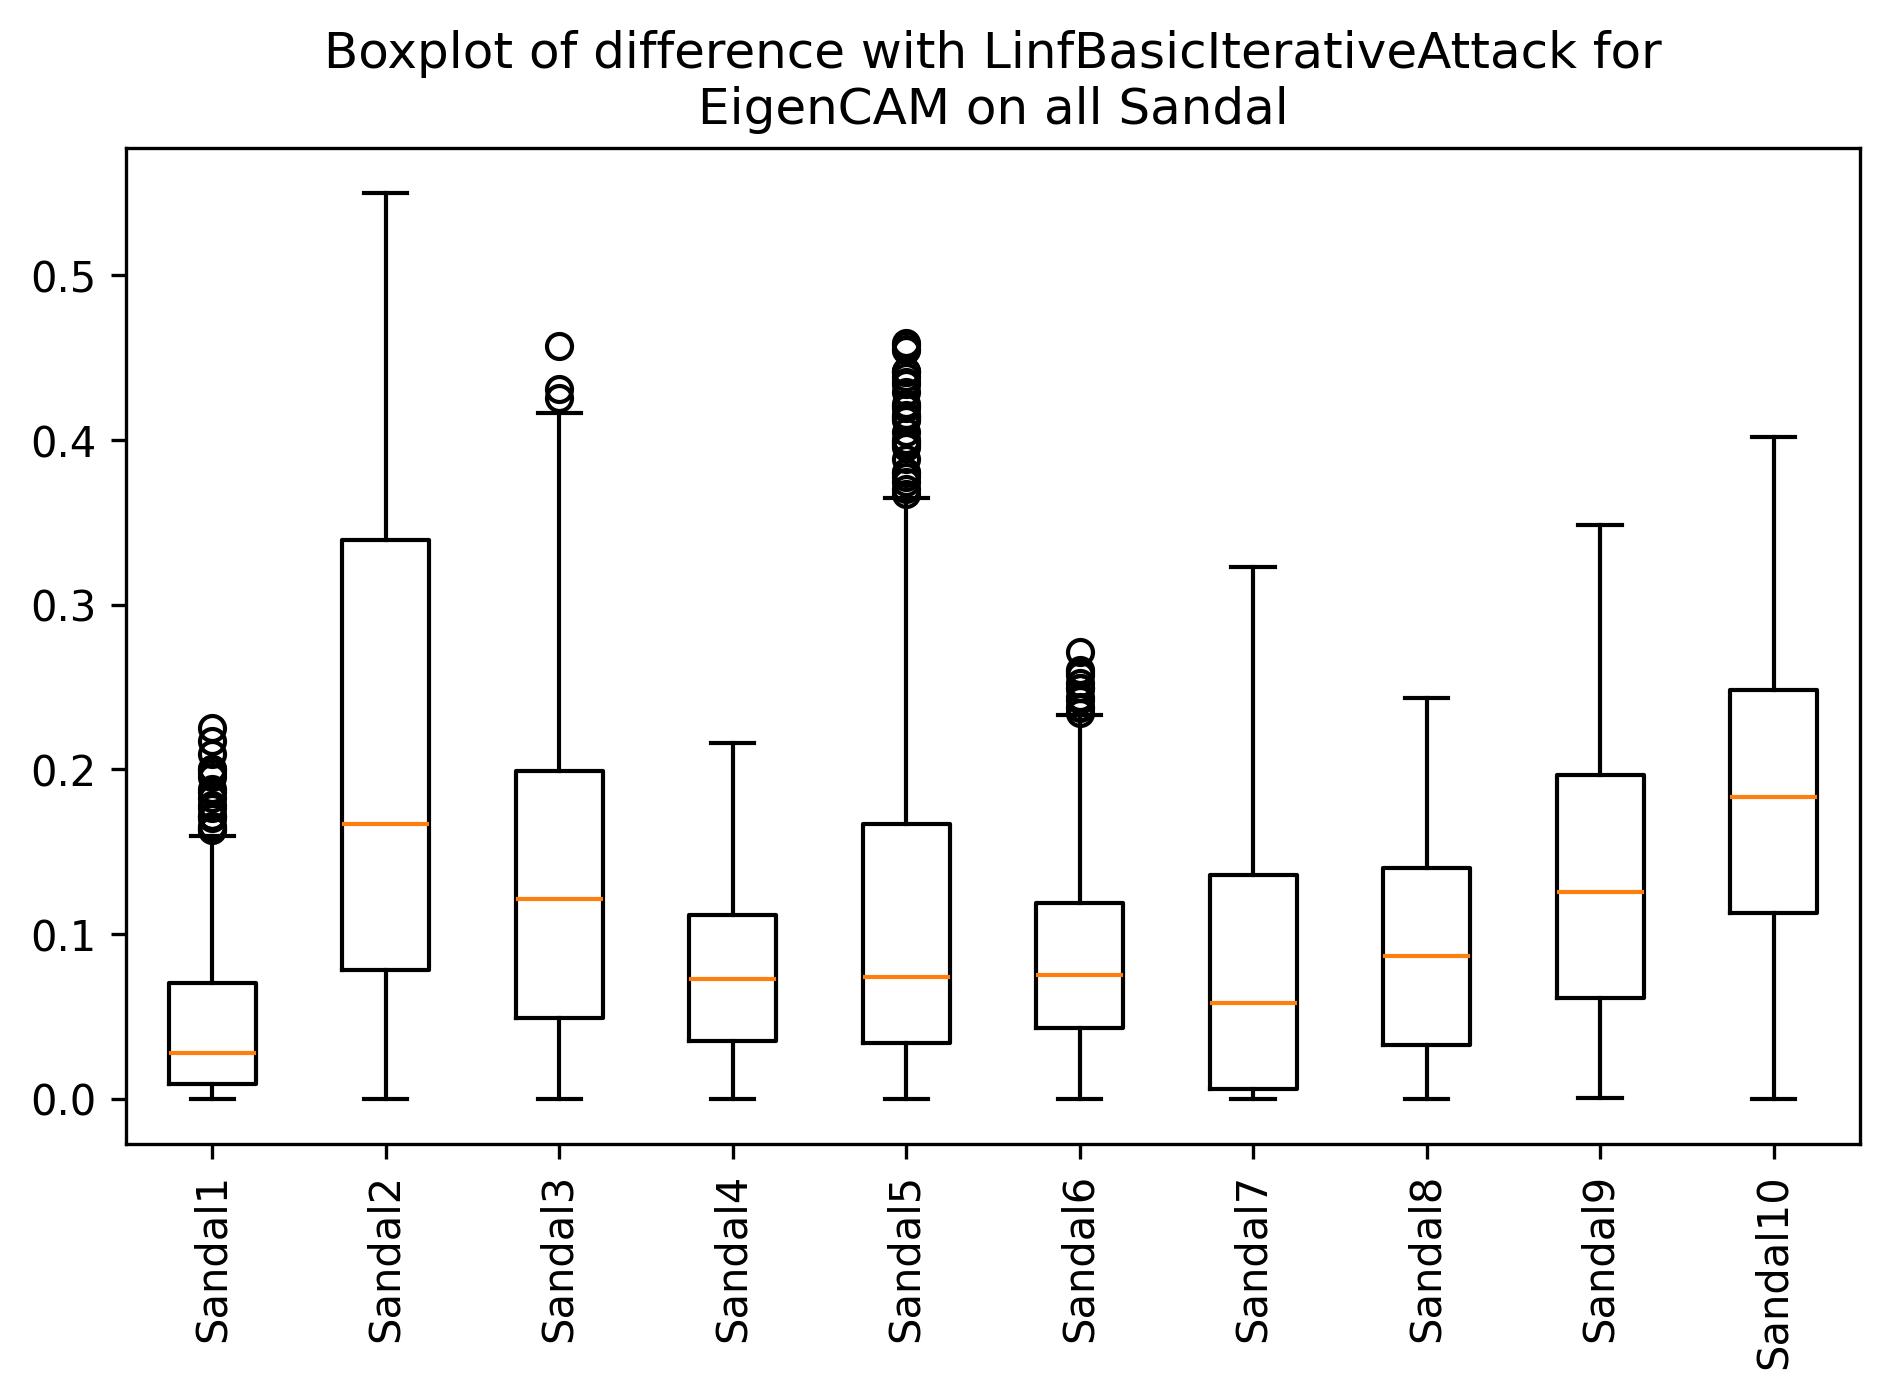 Boxplot of difference with LinfBasicIterativeAttack for
EigenCAM on all Sandal
0.5
0.4
0.3
0.2
0.1
0.0
Sandal1
Sandal2
Sandal3
Sandal4
Sandal5
Sandal6
Sandal7
Sandal8
Sandal9
Sandal10